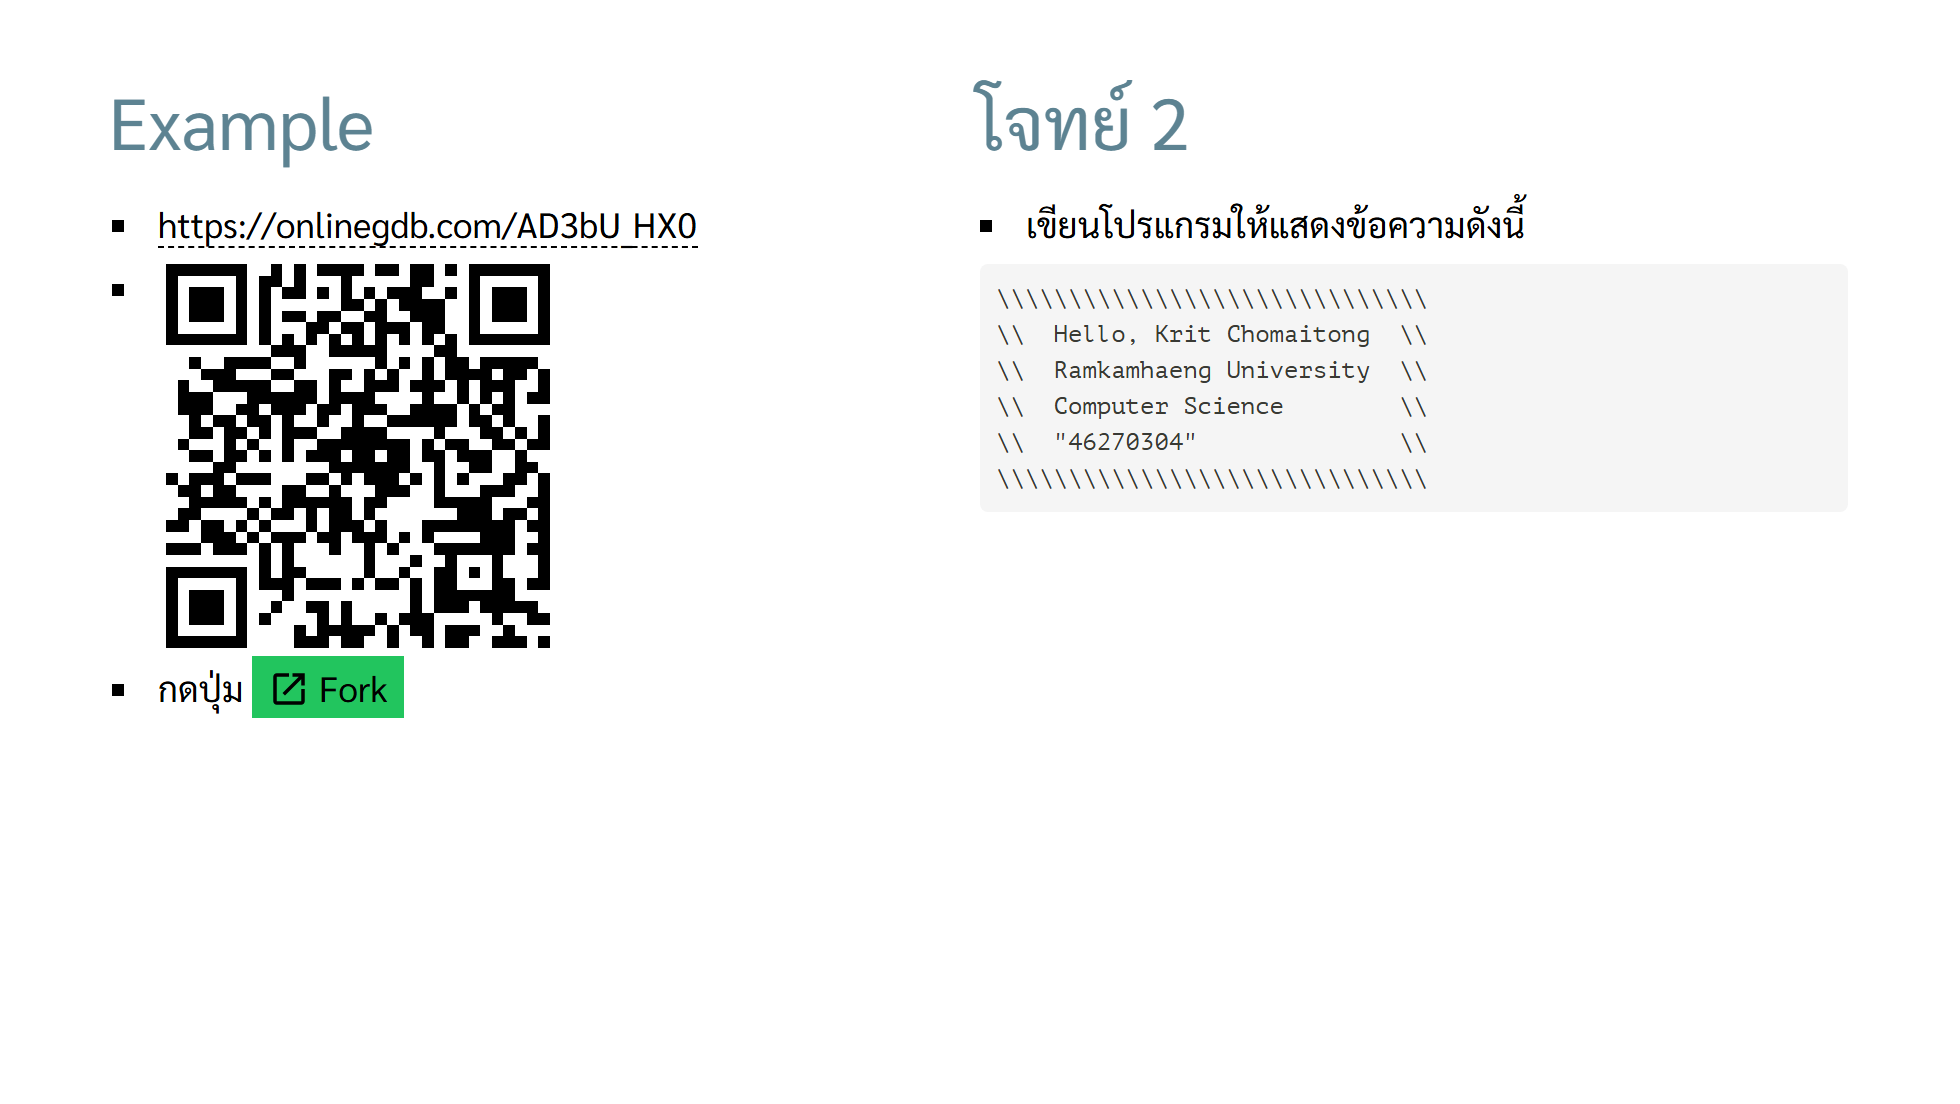 Example
https://onlinegdb.com/AD3bU_HX0
กดปุ่ม Fork
โจทย์ 2
เขียนโปรแกรมให้แสดงข้อความดังนี้
\\\\\\\\\\\\\\\\\\\\\\\\\\\\\\
\\  Hello, Krit Chomaitong  \\
\\  Ramkamhaeng University  \\
\\  Computer Science        \\
\\  "46270304"              \\
\\\\\\\\\\\\\\\\\\\\\\\\\\\\\\